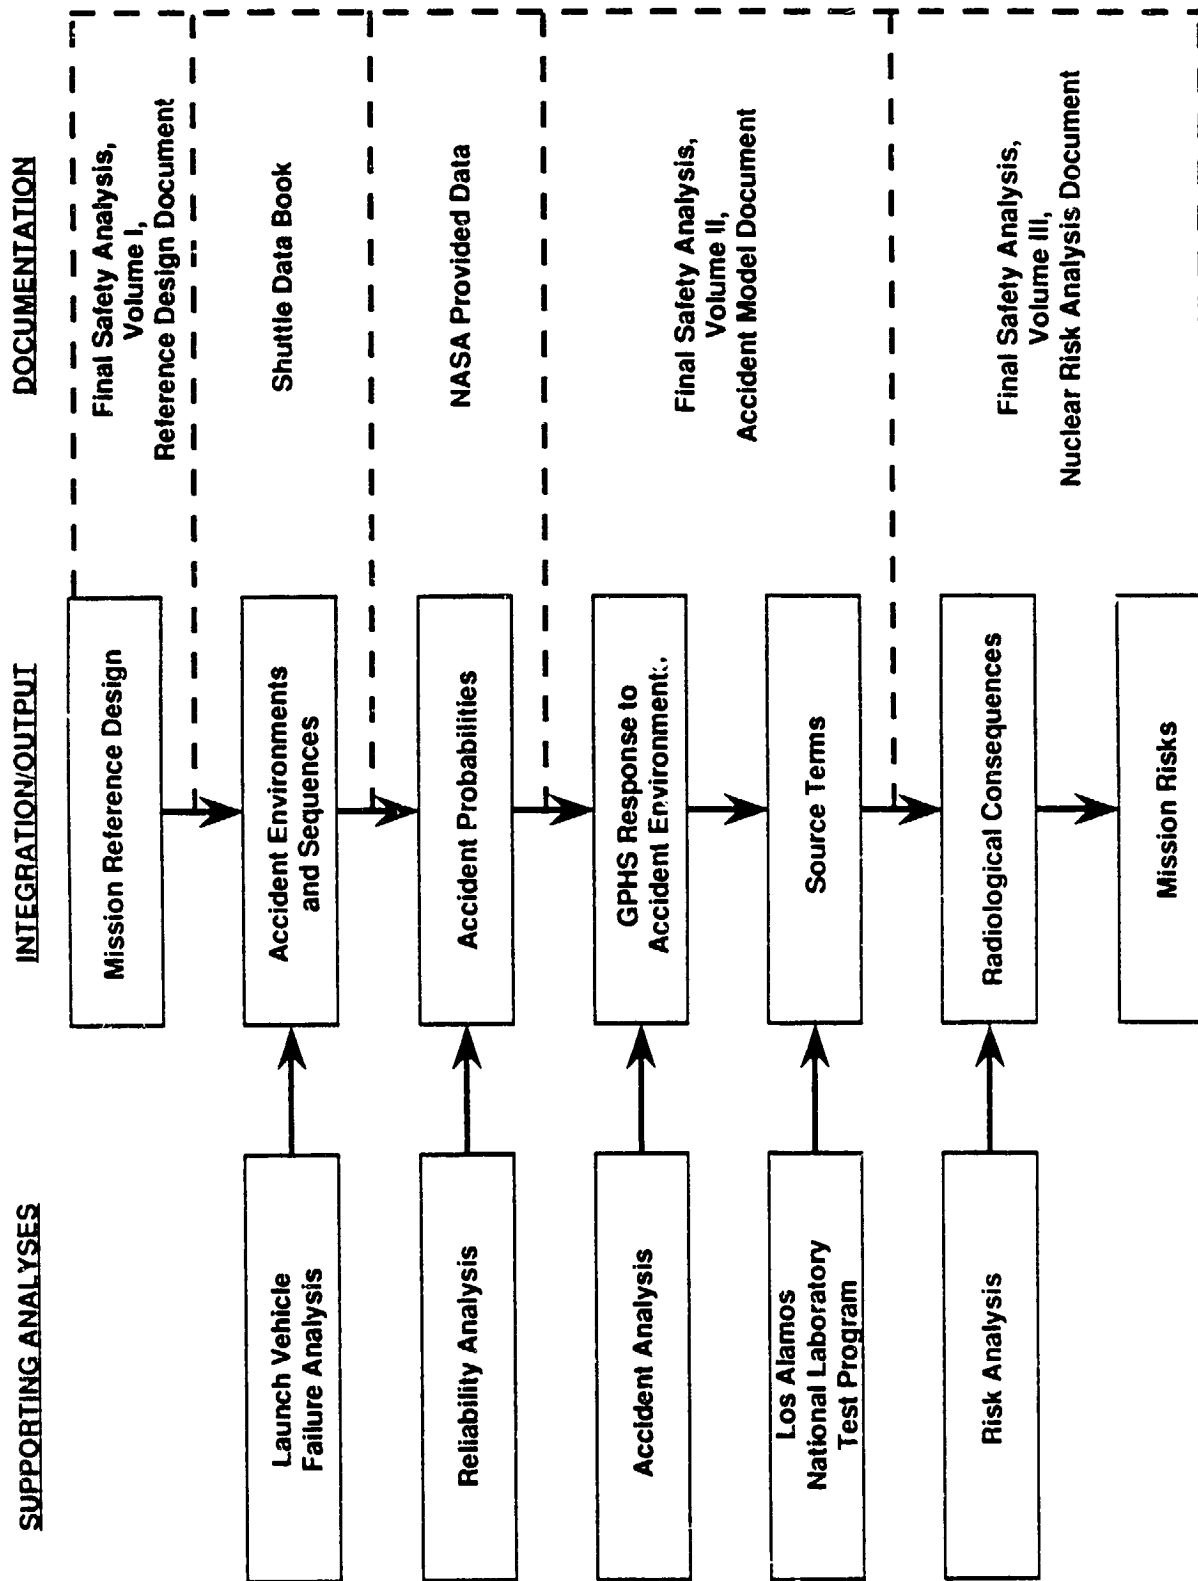 SUPPORTING ANALYSES
INTEGRATION/OUTPUT
DOCUMENTATION
Mission Reference Design
Final Safety Analysis,
Volume I,
Reference Design Document
Launch Vehicle
Failure Analysis
Accident Environments
and Sequences
Shuttle Data Book
Reliability Analysis
Accident Probabilities
NASA Provided Data
Accident Analysis
GPHS Response to
Accident Environment:.
Final Safety Analysis,
Volume II,
Accident Model Document
Los Alamos
National Laboratory
Test Program
Source Terms
Risk Analysis
Radiological Consequences
Final Safety Analysis,
Volume III,
Nuclear Risk Analysis Document
Mission Risks